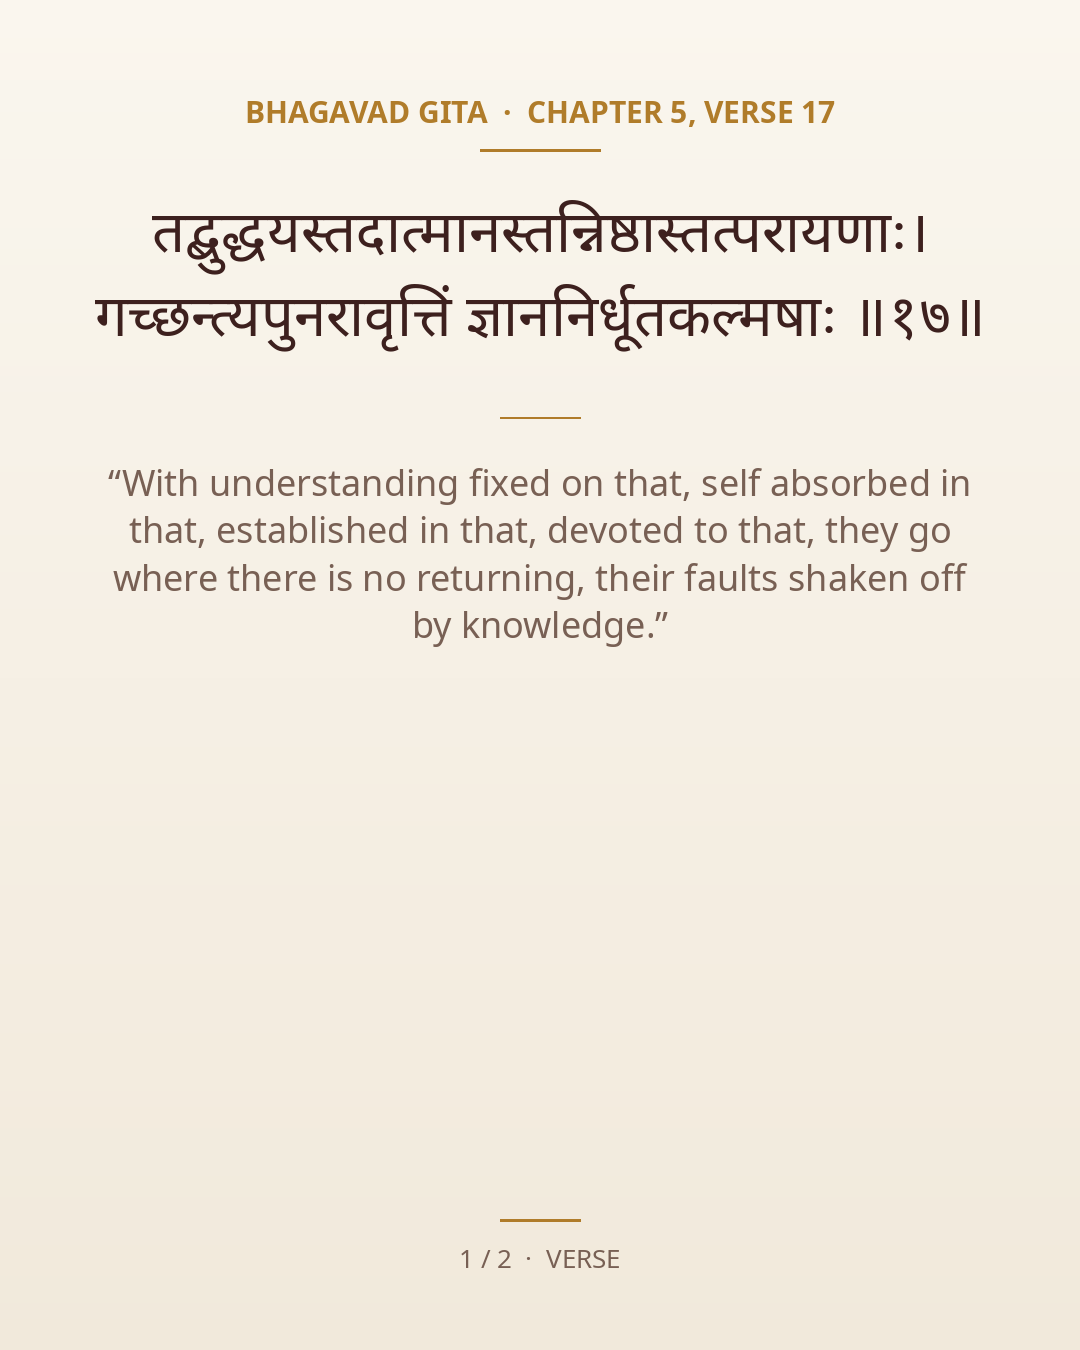 BHAGAVAD GITA · CHAPTER 5, VERSE 17
तद्बुद्धयस्तदात्मानस्तन्निष्ठास्तत्परायणाः।
गच्छन्त्यपुनरावृत्तिं ज्ञाननिर्धूतकल्मषाः ॥१७॥
“With understanding fixed on that, self absorbed in
that, established in that, devoted to that, they go
where there is no returning, their faults shaken off
by knowledge.”
1 / 2 · VERSE